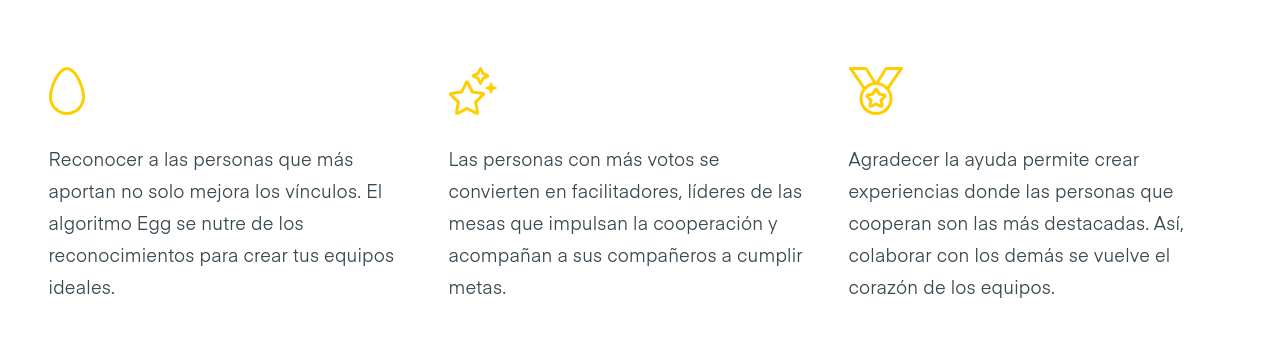 Reconocer a las personas que más
aportan no solo mejora los vínculos. El
algoritmo Egg se nutre de los
reconocimientos para crear tus equipos
ideales.
Las personas con más votos se
convierten en facilitadores, líderes de las
mesas que impulsan la cooperación y
acompañan a sus compañeros a cumplir
metas.
Agradecer la ayuda permite crear
experiencias donde las personas que
cooperan son las más destacadas. Así,
colaborar con los demás se vuelve el
corazón de los equipos.